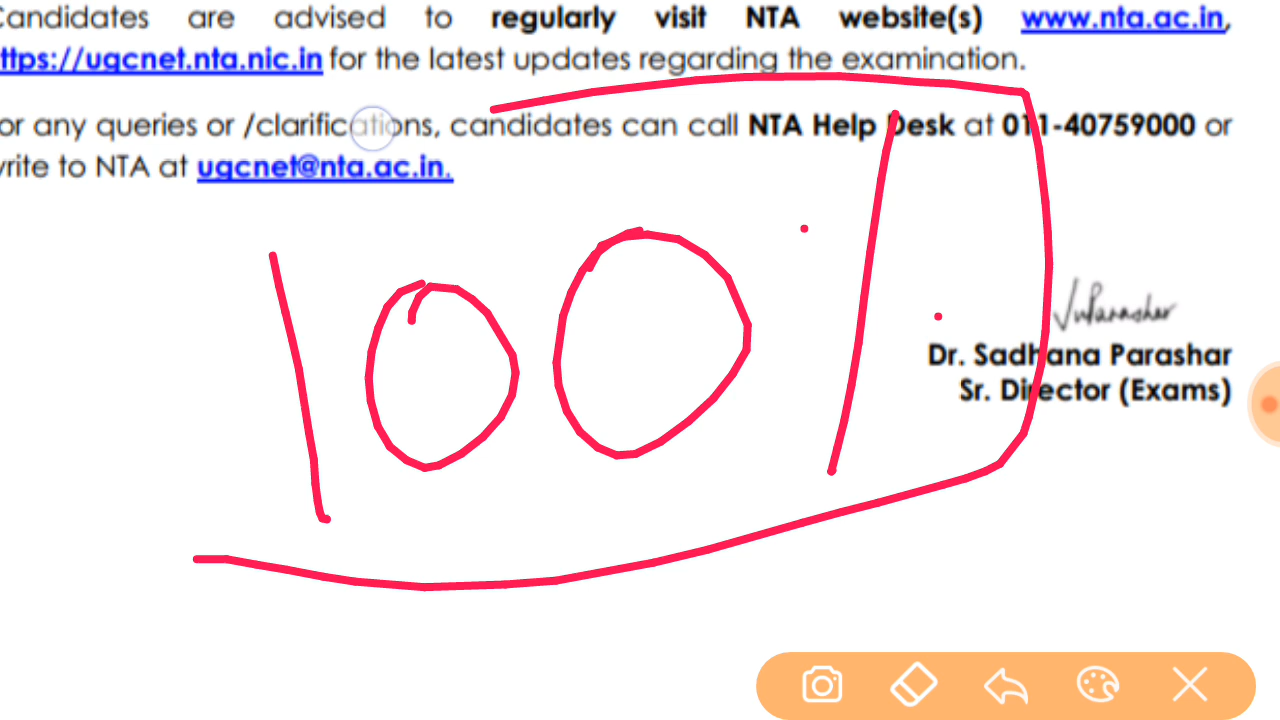 Candidates are advised to regularly visit NTA website(s) www.nta.ac.in,
ttps://ugcnet.nta.nic.in for the latest updates regarding the examination.
or any queries or /clarifications, candidates can call NTA Help Desk at 011-40759000 or
write to NTA at ugcnet@nta.ac.in.
100%
Dr. Sadhana Parashar
Sr. Director (Exams)